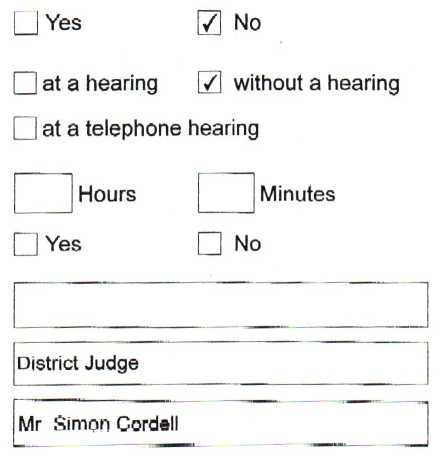 ☐ Yes ☑ No
☐ at a hearing ☑ without a hearing
☐ at a telephone hearing
Hours Minutes
☐ Yes ☐ No
District Judge
Mr Simon Cordell